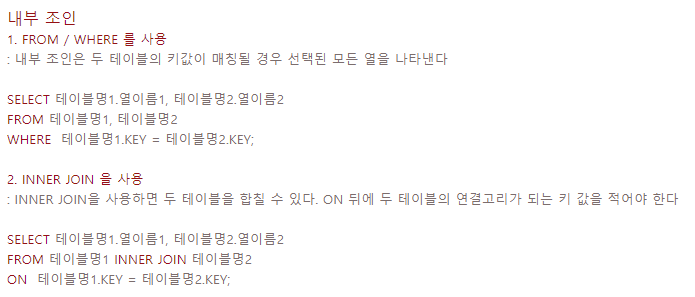 내부 조인
1. FROM / WHERE 를 사용
: 내부 조인은 두 테이블의 키값이 매칭될 경우 선택된 모든 열을 나타낸다
SELECT 테이블명1.열이름1, 테이블명2.열이름2
FROM 테이블명1, 테이블명2
WHERE 테이블명1.KEY = 테이블명2.KEY;
2. INNER JOIN 을 사용
: INNER JOIN을 사용하면 두 테이블을 합칠 수 있다. ON 뒤에 두 테이블의 연결고리가 되는 키 값을 적어야 한다
SELECT 테이블명1.열이름1, 테이블명2.열이름2
FROM 테이블명1 INNER JOIN 테이블명2
ON 테이블명1.KEY = 테이블명2.KEY;